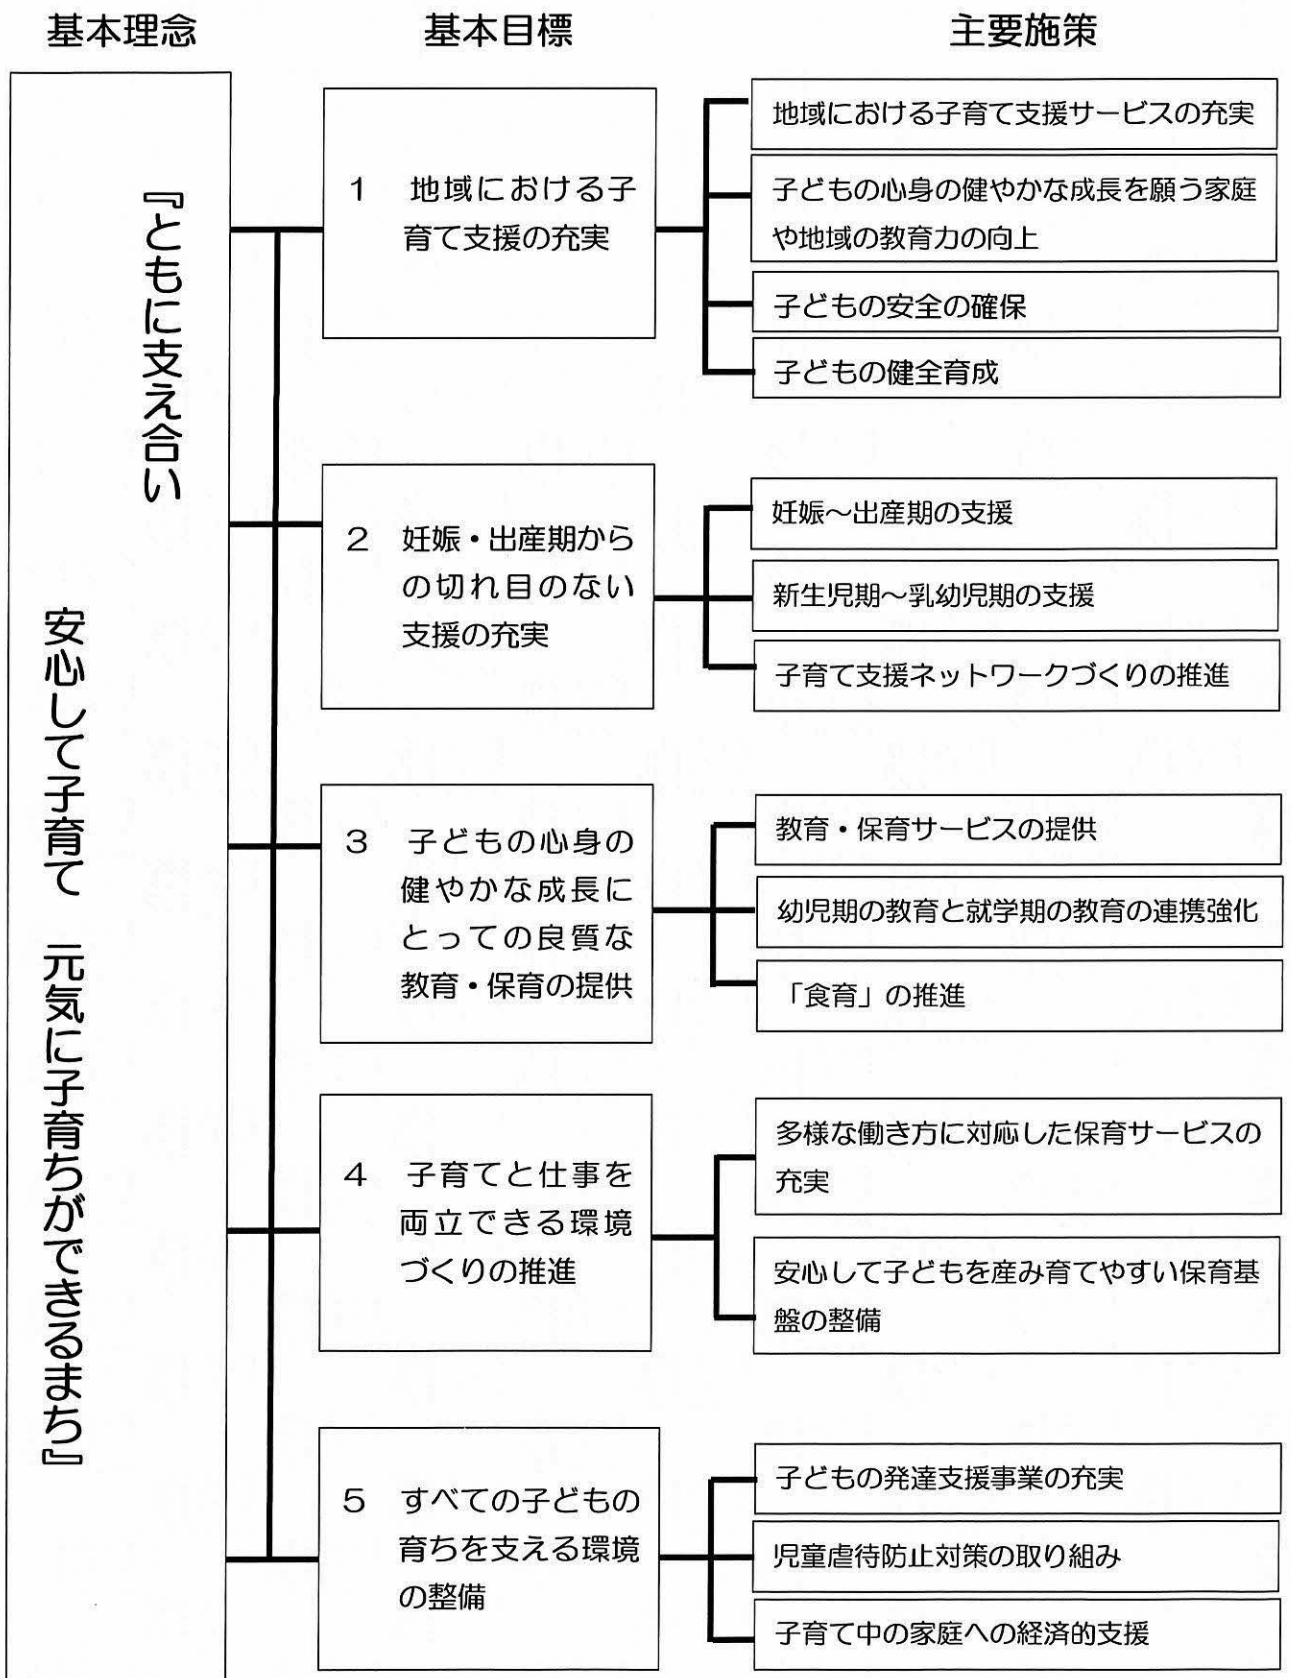 基本理念
基本目標
主要施策
『ともに支え合い
安心して子育て　元気に子育ちができるまち』
1　地域における子
育て支援の充実
地域における子育て支援サービスの充実
子どもの心身の健やかな成長を願う家庭
や地域の教育力の向上
子どもの安全の確保
子どもの健全育成
2　妊娠・出産期から
の切れ目のない
支援の充実
妊娠～出産期の支援
新生児期～乳幼児期の支援
子育て支援ネットワークづくりの推進
3　子どもの心身の
健やかな成長に
とっての良質な
教育・保育の提供
教育・保育サービスの提供
幼児期の教育と就学期の教育の連携強化
「食育」の推進
4　子育てと仕事を
両立できる環境
づくりの推進
多様な働き方に対応した保育サービスの
充実
安心して子どもを産み育てやすい保育基
盤の整備
5　すべての子どもの
育ちを支える環境
の整備
子どもの発達支援事業の充実
児童虐待防止対策の取り組み
子育て中の家庭への経済的支援